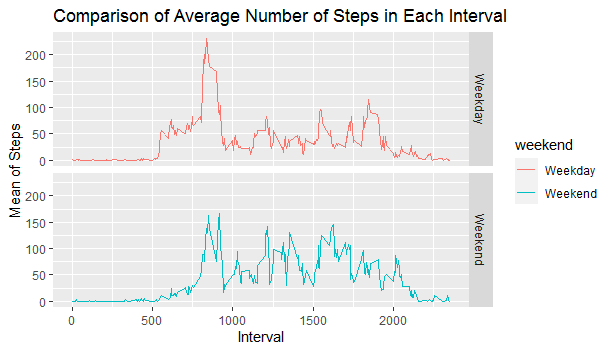 Comparison of Average Number of Steps in Each Interval
Mean of Steps
200
150
100
50
0
Weekday
200
150
100
50
0
Weekend
0
500
1000
1500
2000
Interval
weekend
Weekday
Weekend